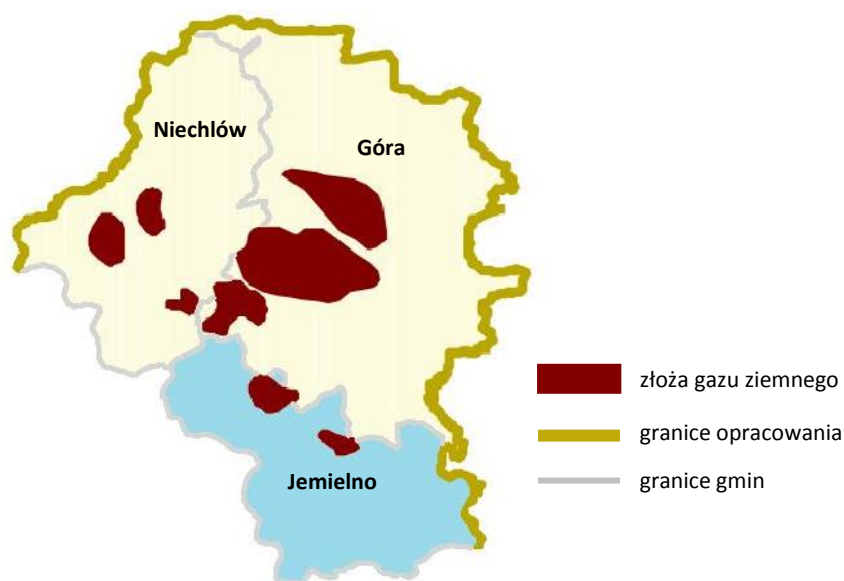 Niechlów
Góra
złoża gazu ziemnego
granice opracowania
granice gmin
Jemielno